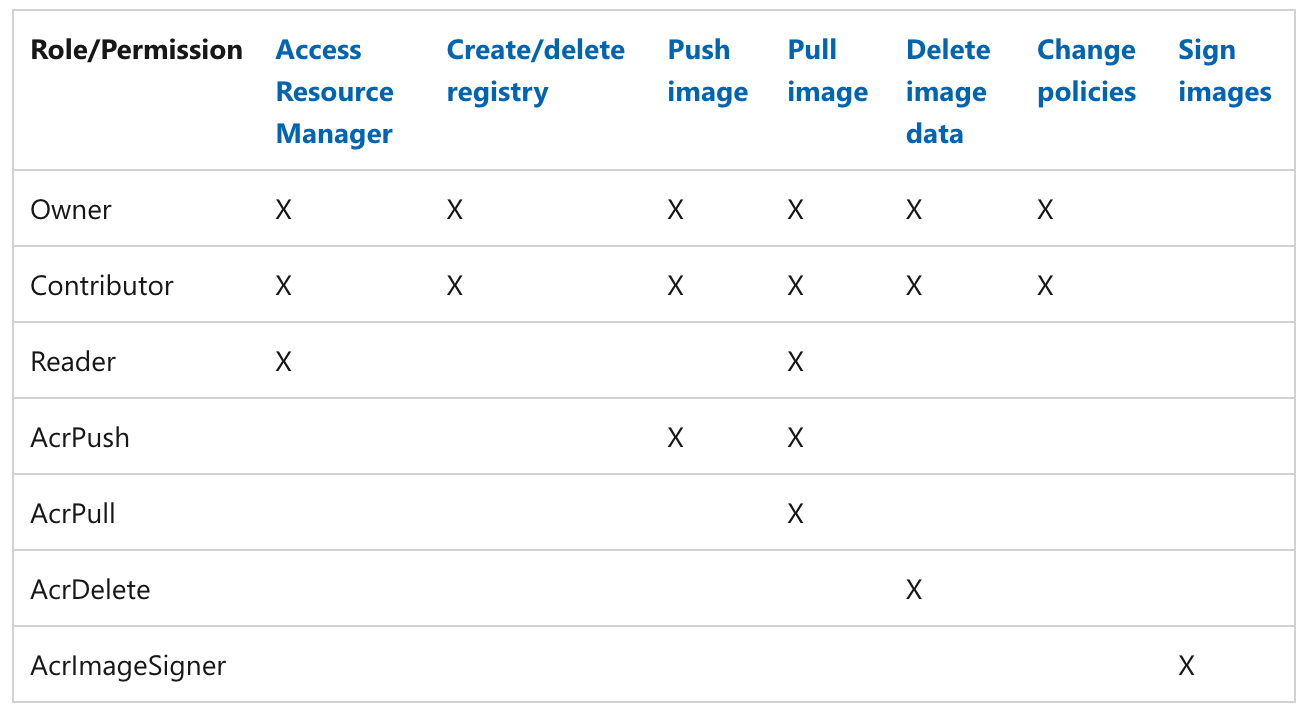 Role/Permission Access Create/delete Push Pull Delete Change Sign
Resource registry image image image policies images
Manager data
Owner X X X X X X
Contributor X X X X X X
Reader X X
AcrPush X X
AcrPull X
AcrDelete X
AcrImageSigner X